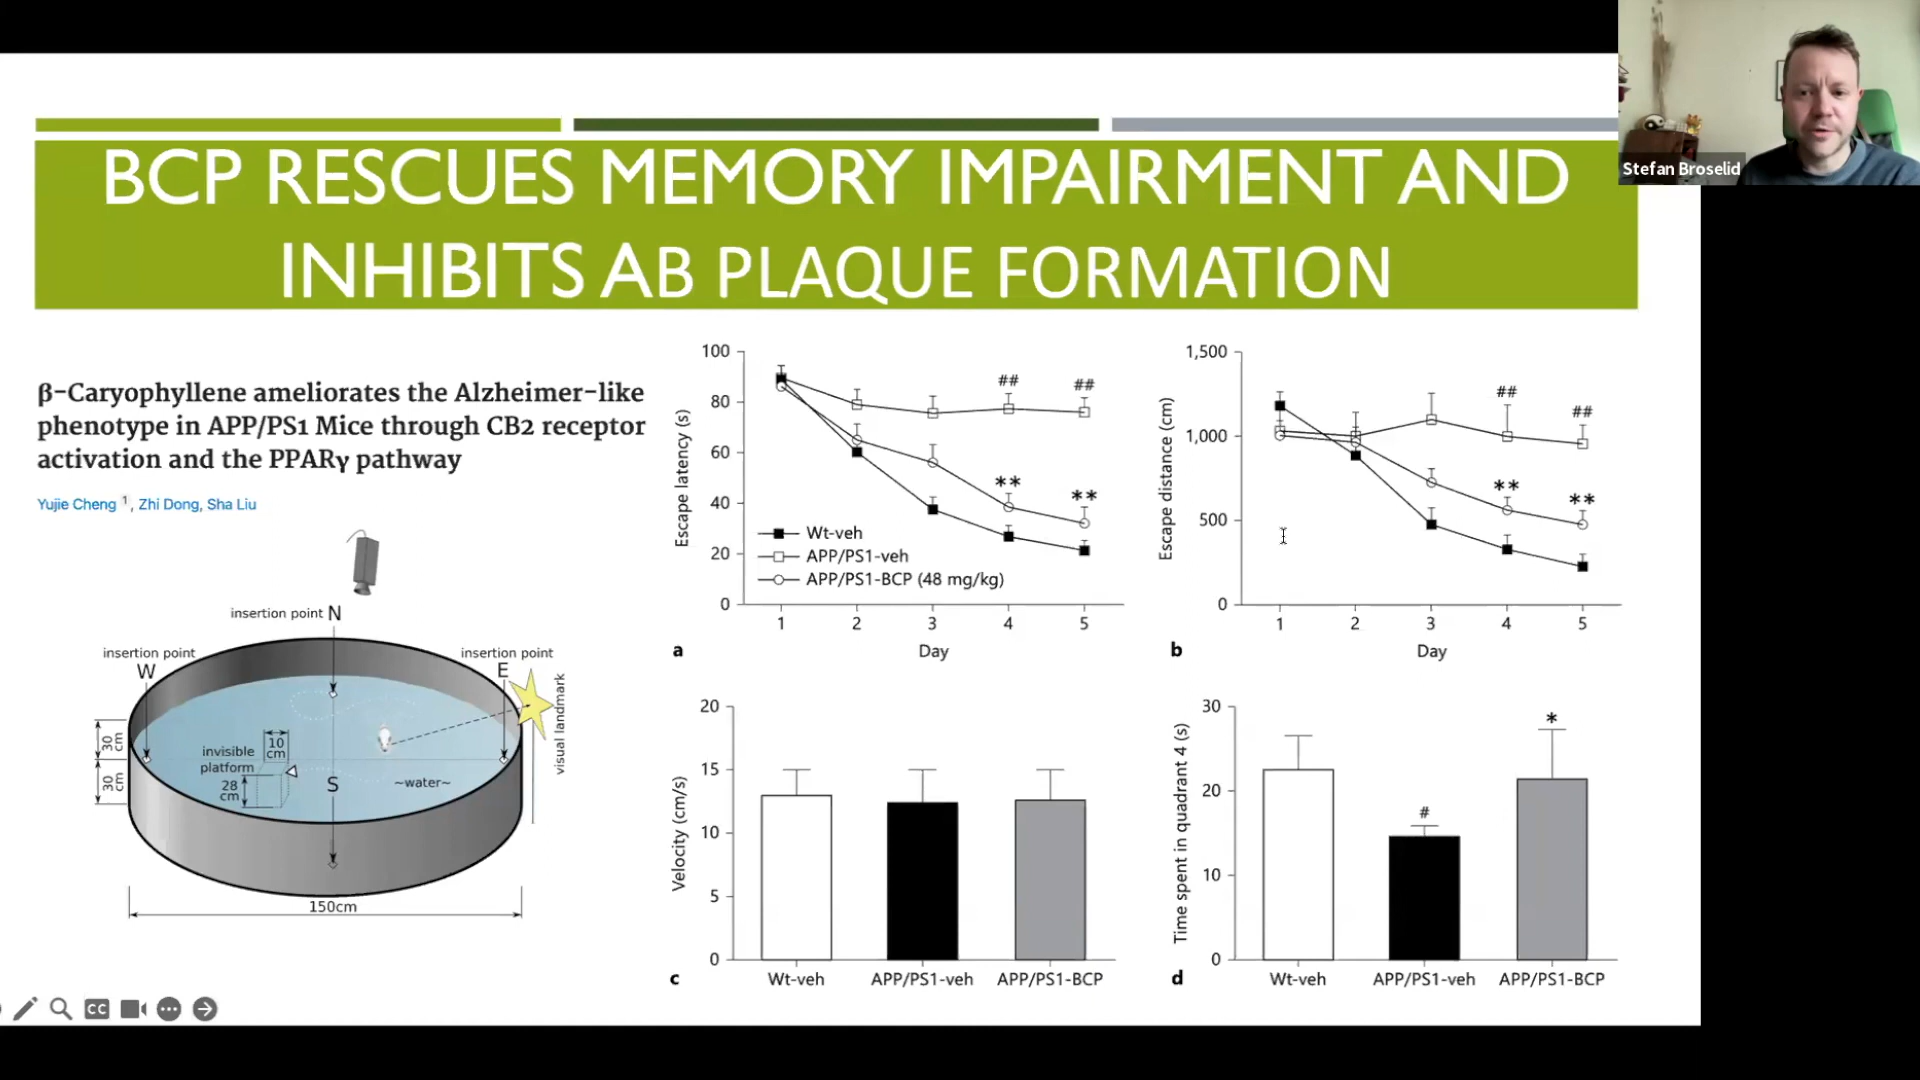 Stefan Broselid
BCP RESCUES MEMORY IMPAIRMENT AND
INHIBITS AB PLAQUE FORMATION
β-Caryophyllene ameliorates the Alzheimer-like
phenotype in APP/PS1 Mice through CB2 receptor
activation and the PPARγ pathway
Yujie Cheng 1, Zhi Dong, Sha Liu
insertion point N
insertion point
W
insertion point
E
visual landmark
30 cm
30 cm
10 cm
invisible
platform
28 cm
S
~water~
150cm
Escape latency (s)
100
80
60
40
20
0
##
##
**
**
Wt-veh
APP/PS1-veh
APP/PS1-BCP (48 mg/kg)
1 2 3 4 5
a Day
Escape distance (cm)
1,500
1,000
500
0
##
##
**
**
1 2 3 4 5
b Day
Velocity (cm/s)
20
15
10
5
0
c Wt-veh APP/PS1-veh APP/PS1-BCP
Time spent in quadrant 4 (s)
30
20
10
0
#
*
d Wt-veh APP/PS1-veh APP/PS1-BCP
CC